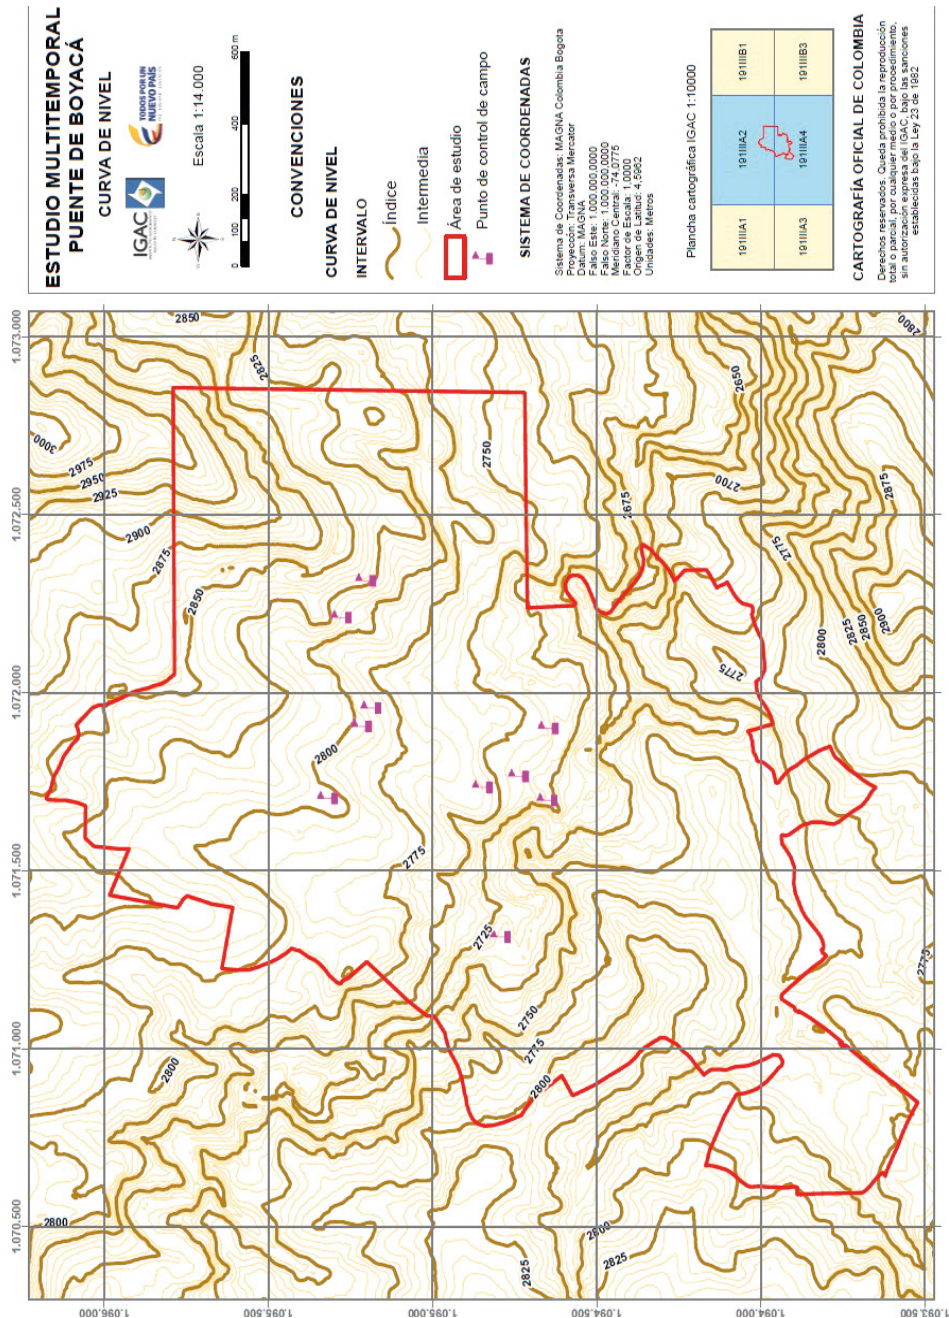 ESTUDIO MULTITEMPORAL
PUENTE DE BOYACÁ
CURVA DE NIVEL
IGAC
TODOS POR UN
NUEVO PAÍS
Escala 1:14.000
0 100 200 400 600 m
CONVENCIONES
CURVA DE NIVEL
INTERVALO
Índice
Intermedia
Área de estudio
Punto de control de campo
SISTEMA DE COORDENADAS
Sistema de Coordenadas: MAGNA Colombia Bogota
Proyección: Transversa Mercator
Datum: MAGNA
Falso Este: 1.000.000,0000
Falso Norte: 1.000.000,0000
Meridiano Central: -74,0775
Factor de Escala: 1,0000
Origen de Latitud: 4,5962
Unidades: Metros
Plancha cartográfica IGAC 1:10000
191IIIA1
191IIIA2
191IIIB1
191IIIA3
191IIIA4
191IIIB3
CARTOGRAFÍA OFICIAL DE COLOMBIA
Derechos reservados. Queda prohibida la reproducción
total o parcial, por cualquier medio o por procedimiento,
sin autorización expresa del IGAC, bajo las sanciones
establecidas bajo la Ley 23 de 1982
1.070.500
1.071.000
1.071.500
1.072.000
1.072.500
1.073.000
1.096.000
1.095.500
1.095.000
1.094.500
1.094.000
1.093.500
2850
2825
3000
2975
2950
2925
2900
2875
2850
2750
2650
2700
2675
2800
2875
2775
2900
2850
2825
2800
2775
2800
2775
2725
2750
2775
2800
2775
2800
2800
2800
2825
2825